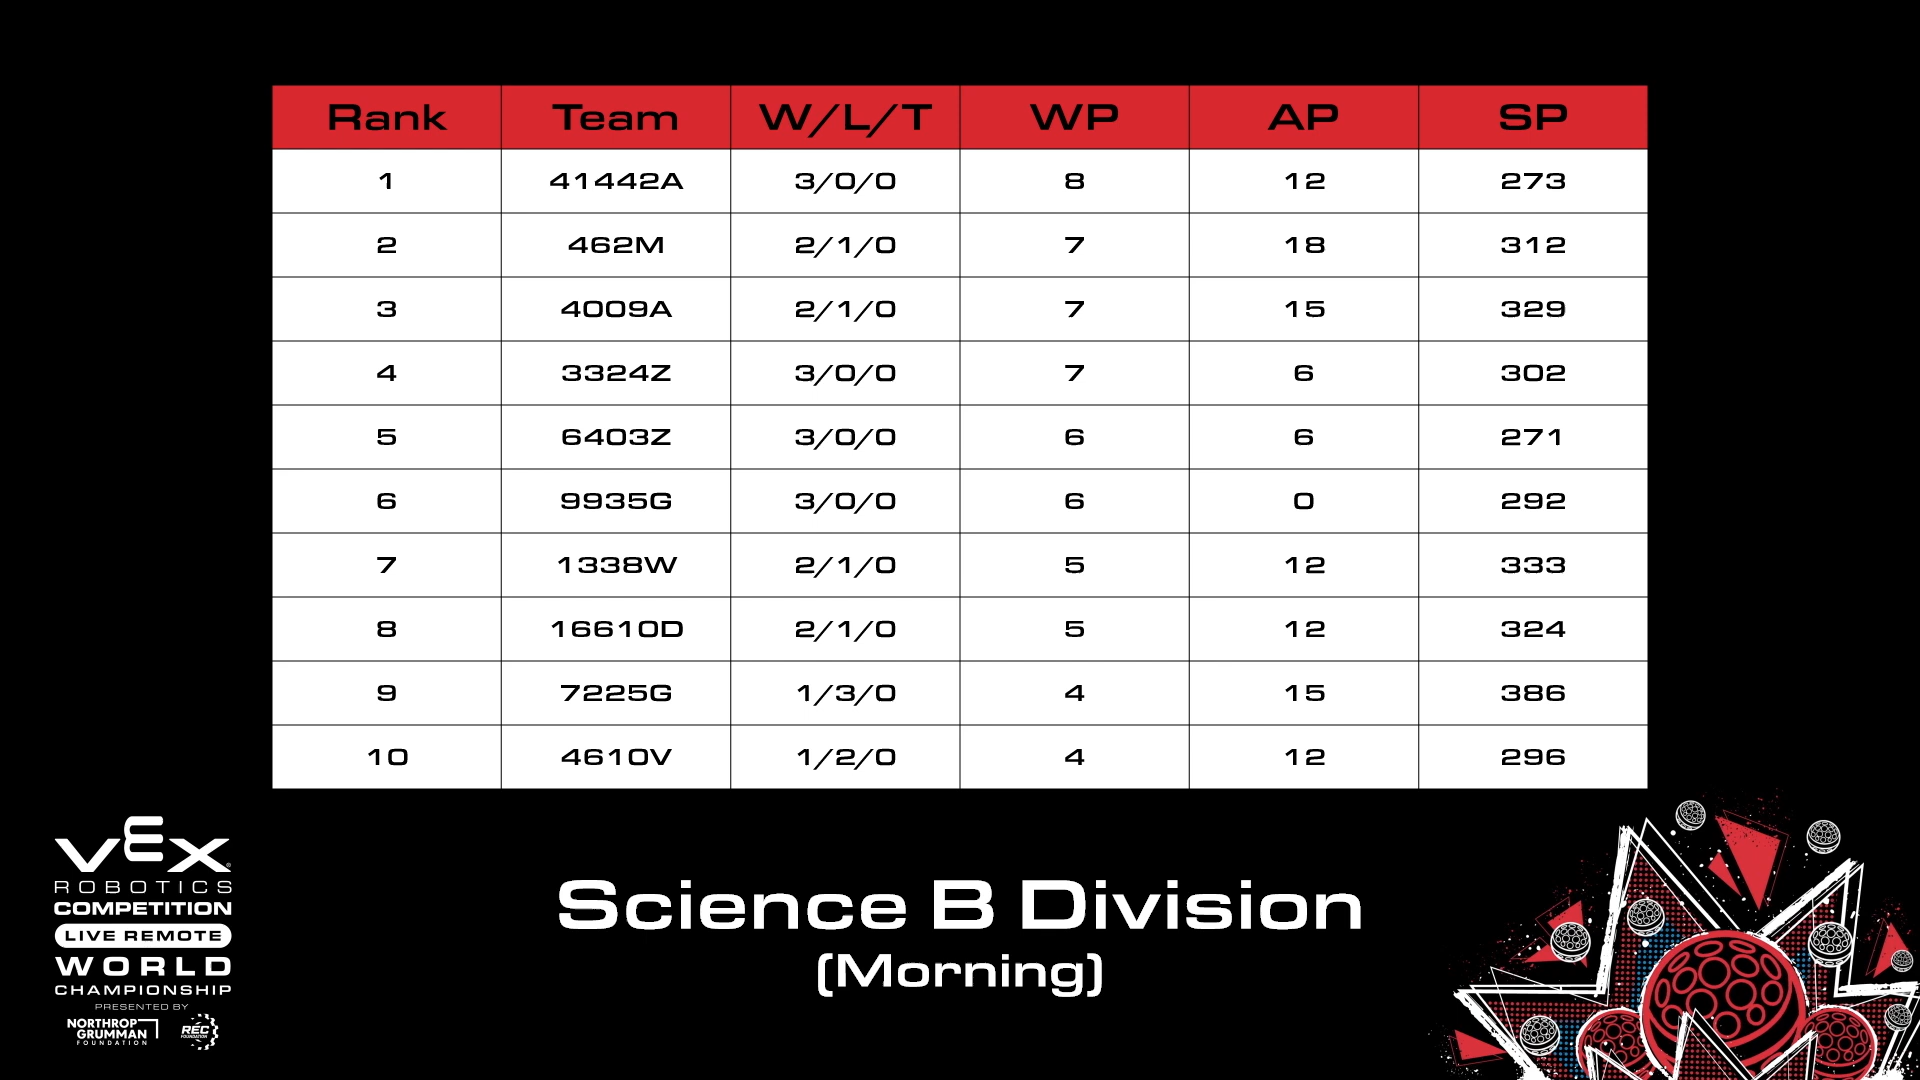 Rank Team W/L/T WP AP SP
1 41442A 3/0/0 8 12 273
2 462M 2/1/0 7 18 312
3 4009A 2/1/0 7 15 329
4 3324Z 3/0/0 7 6 302
5 6403Z 3/0/0 6 6 271
6 9935G 3/0/0 6 0 292
7 1338W 2/1/0 5 12 333
8 16610D 2/1/0 5 12 324
9 7225G 1/3/0 4 15 386
10 4610V 1/2/0 4 12 296
Science B Division
(Morning)
VEX
ROBOTICS
COMPETITION
LIVE REMOTE
WORLD
CHAMPIONSHIP
PRESENTED BY
NORTHROP
GRUMMAN
FOUNDATION
REC
FOUNDATION